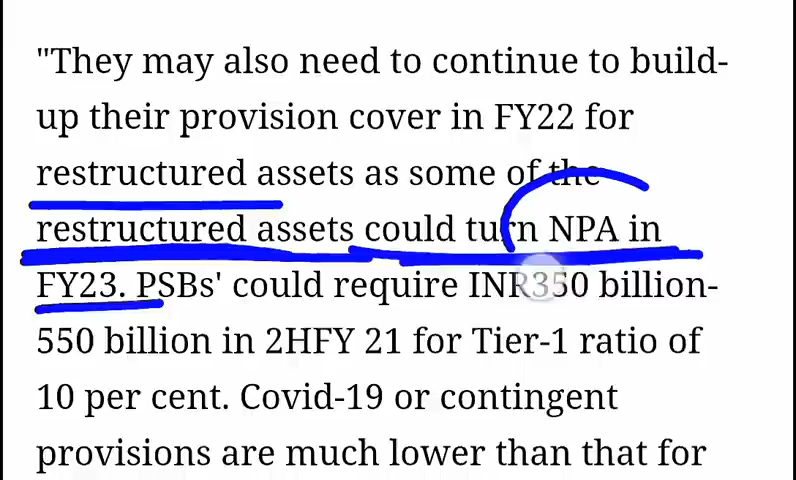 "They may also need to continue to build-
up their provision cover in FY22 for
restructured assets as some of the
restructured assets could turn NPA in
FY23. PSBs' could require INR350 billion-
550 billion in 2HFY 21 for Tier-1 ratio of
10 per cent. Covid-19 or contingent
provisions are much lower than that for